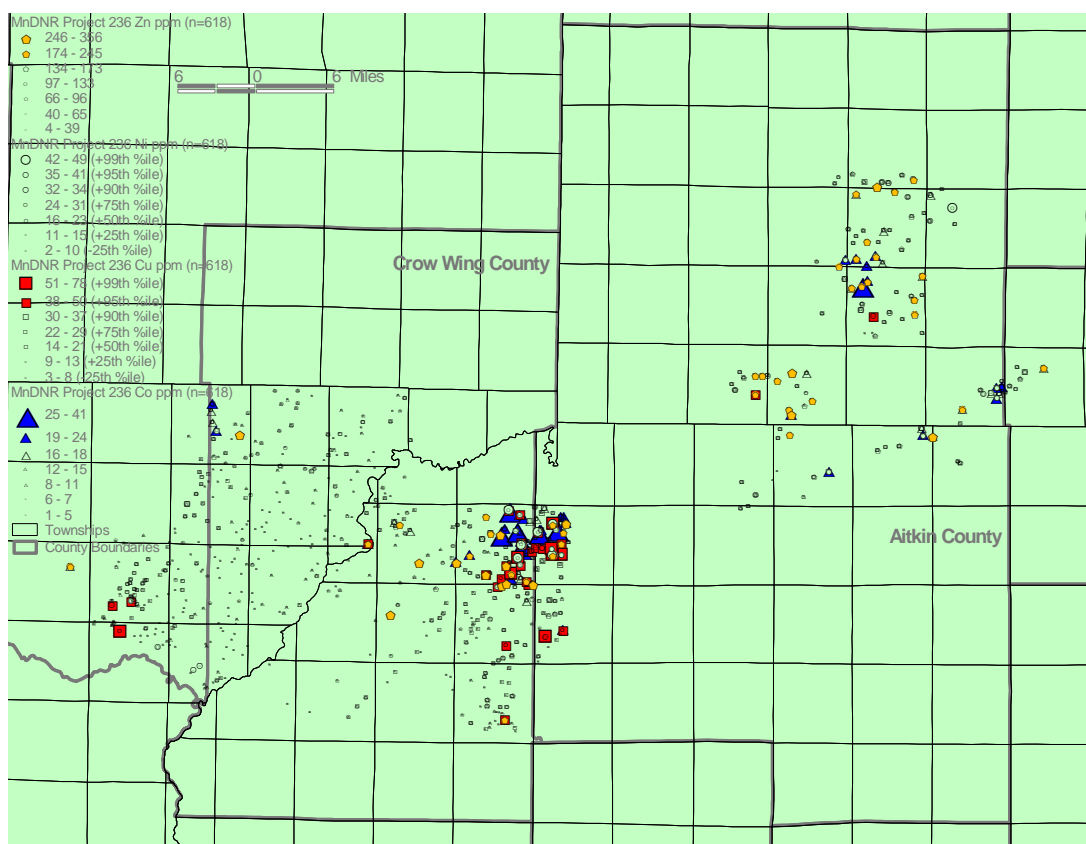 MnDNR Project 236 Zn ppm (n=618)
246 - 356
174 - 245
134 - 173
97 - 133
66 - 96
40 - 65
4 - 39
6 0 6 Miles
MnDNR Project 236 Ni ppm (n=618)
42 - 49 (+99th %ile)
35 - 41 (+95th %ile)
32 - 34 (+90th %ile)
24 - 31 (+75th %ile)
16 - 23 (+50th %ile)
11 - 15 (+25th %ile)
2 - 10 (-25th %ile)
MnDNR Project 236 Cu ppm (n=618)
51 - 78 (+99th %ile)
38 - 50 (+95th %ile)
30 - 37 (+90th %ile)
22 - 29 (+75th %ile)
14 - 21 (+50th %ile)
9 - 13 (+25th %ile)
3 - 8 (-25th %ile)
MnDNR Project 236 Co ppm (n=618)
25 - 41
19 - 24
16 - 18
12 - 15
8 - 11
6 - 7
1 - 5
Townships
County Boundaries
Crow Wing County
Aitkin County